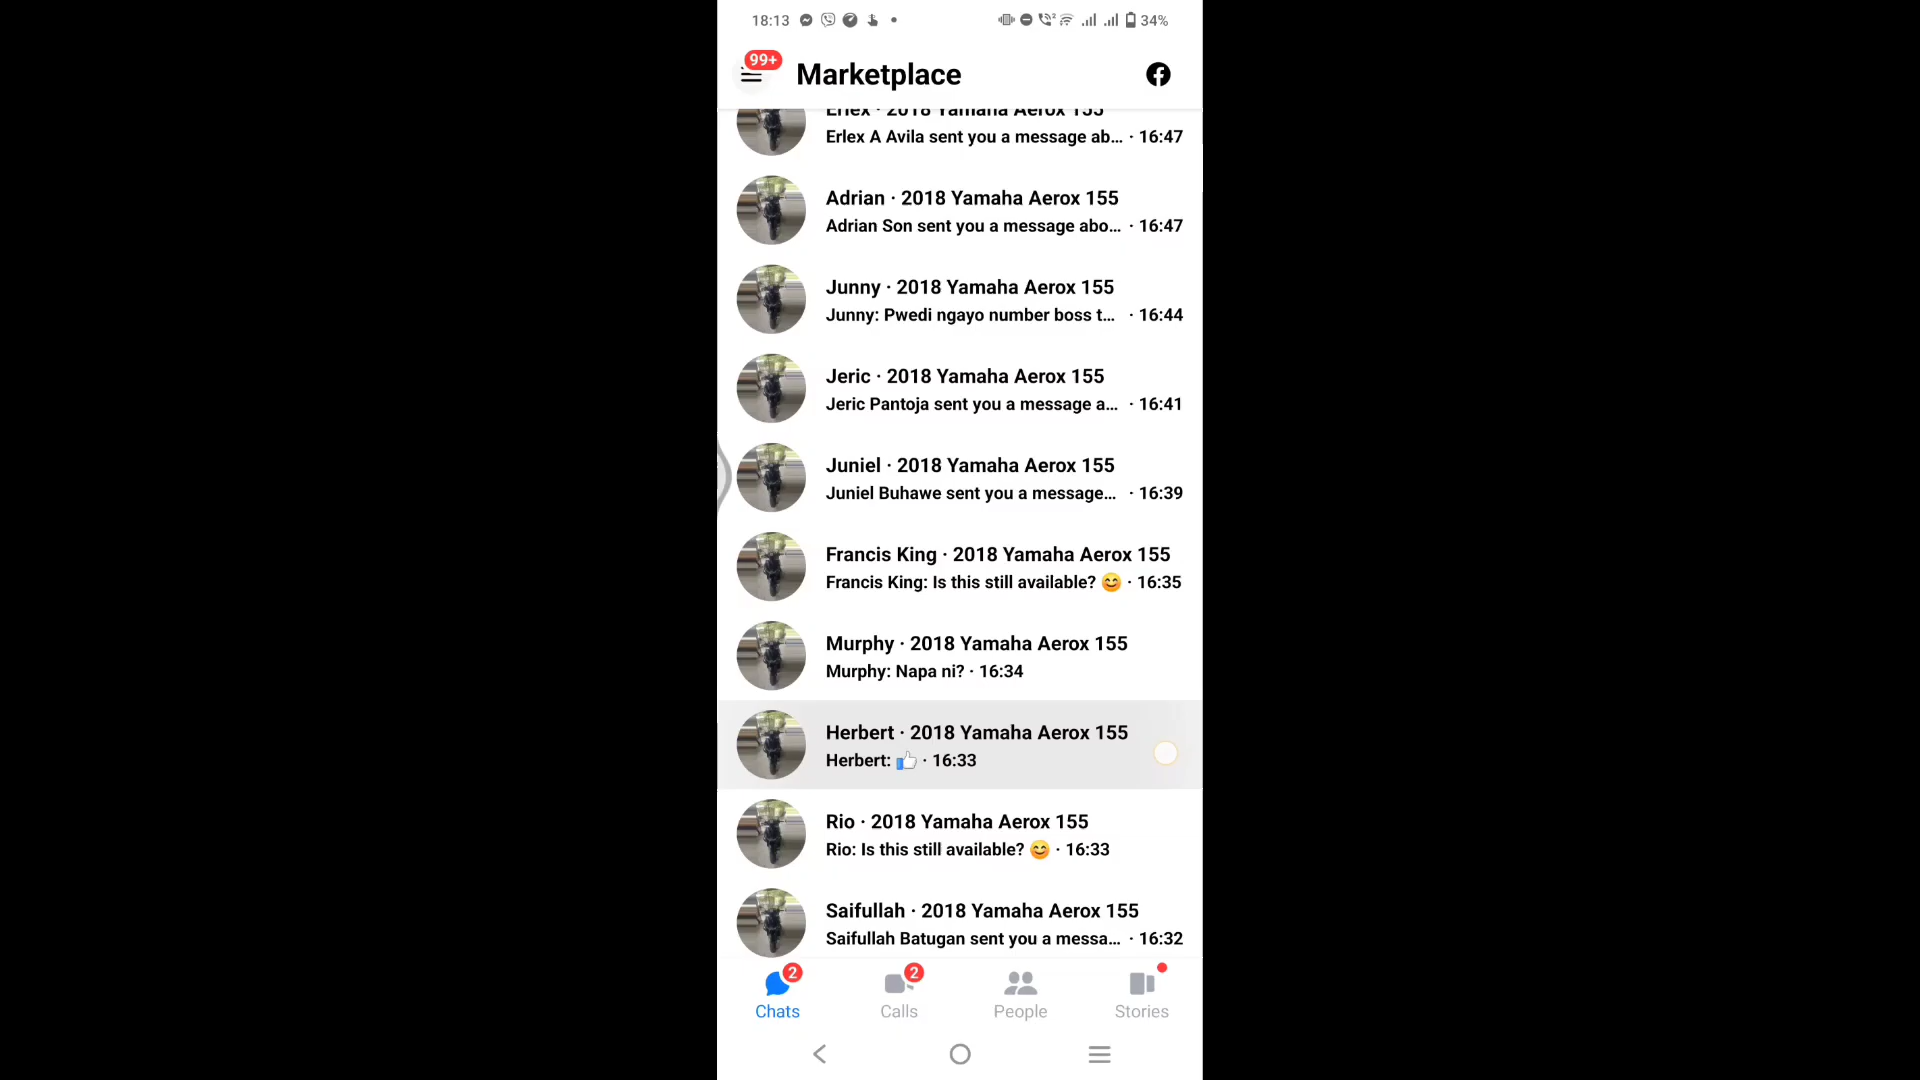 18:13
2
34%
99+
Marketplace
Erlex · 2018 Yamaha Aerox 155
Erlex A Avila sent you a message ab... · 16:47
Adrian · 2018 Yamaha Aerox 155
Adrian Son sent you a message abo... · 16:47
Junny · 2018 Yamaha Aerox 155
Junny: Pwedi ngayo number boss t... · 16:44
Jeric · 2018 Yamaha Aerox 155
Jeric Pantoja sent you a message a... · 16:41
Juniel · 2018 Yamaha Aerox 155
Juniel Buhawe sent you a message... · 16:39
Francis King · 2018 Yamaha Aerox 155
Francis King: Is this still available? 😊 · 16:35
Murphy · 2018 Yamaha Aerox 155
Murphy: Napa ni? · 16:34
Herbert · 2018 Yamaha Aerox 155
Herbert: 👍 · 16:33
Rio · 2018 Yamaha Aerox 155
Rio: Is this still available? 😊 · 16:33
Saifullah · 2018 Yamaha Aerox 155
Saifullah Batugan sent you a messa... · 16:32
2
2
Chats
Calls
People
Stories